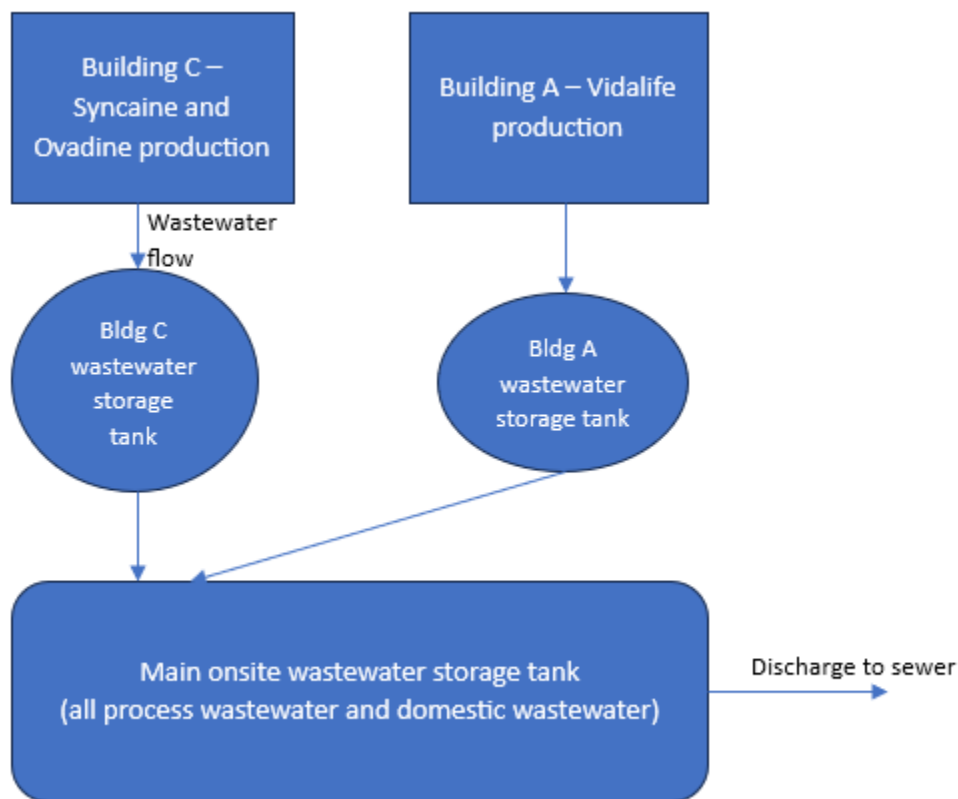 Building C –
Syncaine and
Ovadine production
Building A – Vidalife
production
Wastewater
flow
Bldg C
wastewater
storage
tank
Bldg A
wastewater
storage tank
Main onsite wastewater storage tank
(all process wastewater and domestic wastewater)
Discharge to sewer